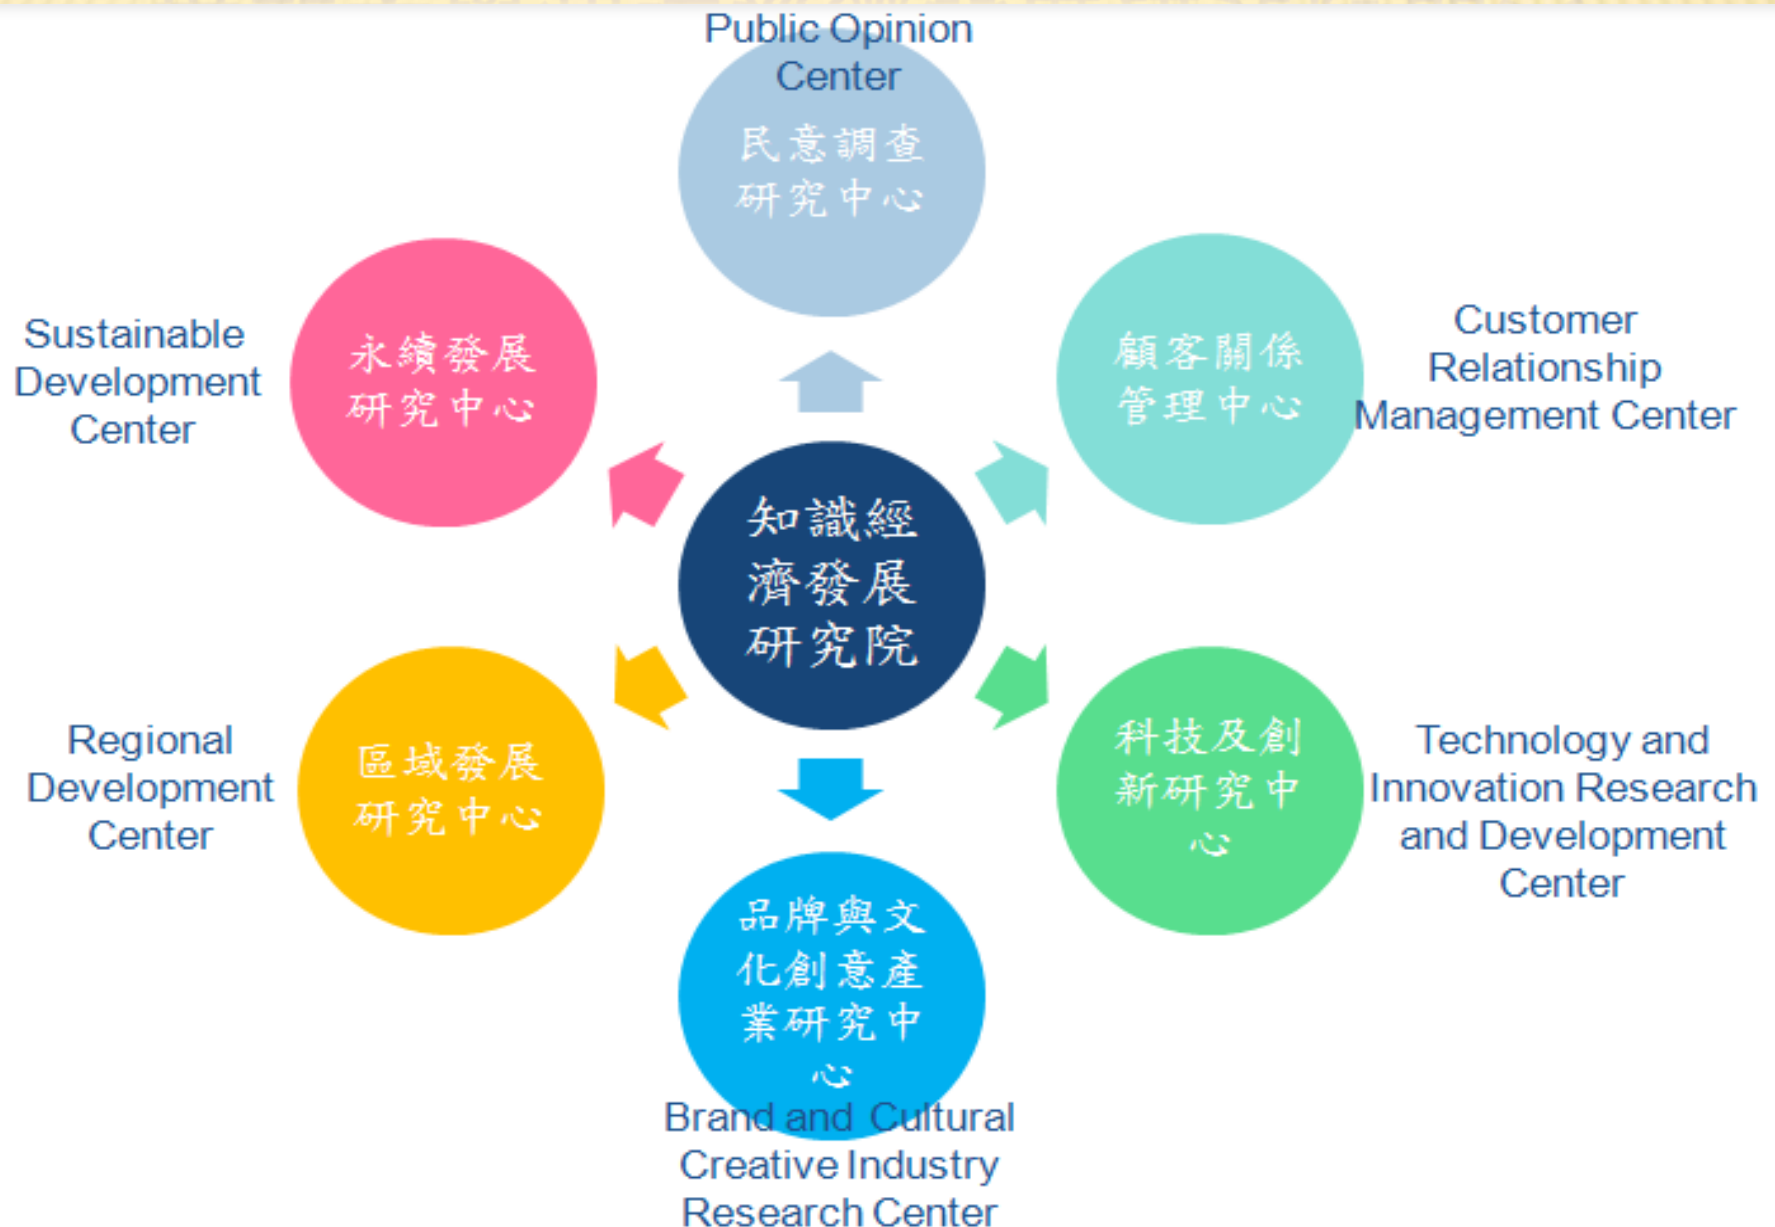 Public Opinion
Center
民意調查
研究中心
Sustainable
Development
Center
永續發展
研究中心
顧客關係
管理中心
Customer
Relationship
Management Center
知識經
濟發展
研究院
Regional
Development
Center
區域發展
研究中心
科技及創
新研究中
心
Technology and
Innovation Research
and Development
Center
品牌與文
化創意產
業研究中
心
Brand and Cultural
Creative Industry
Research Center